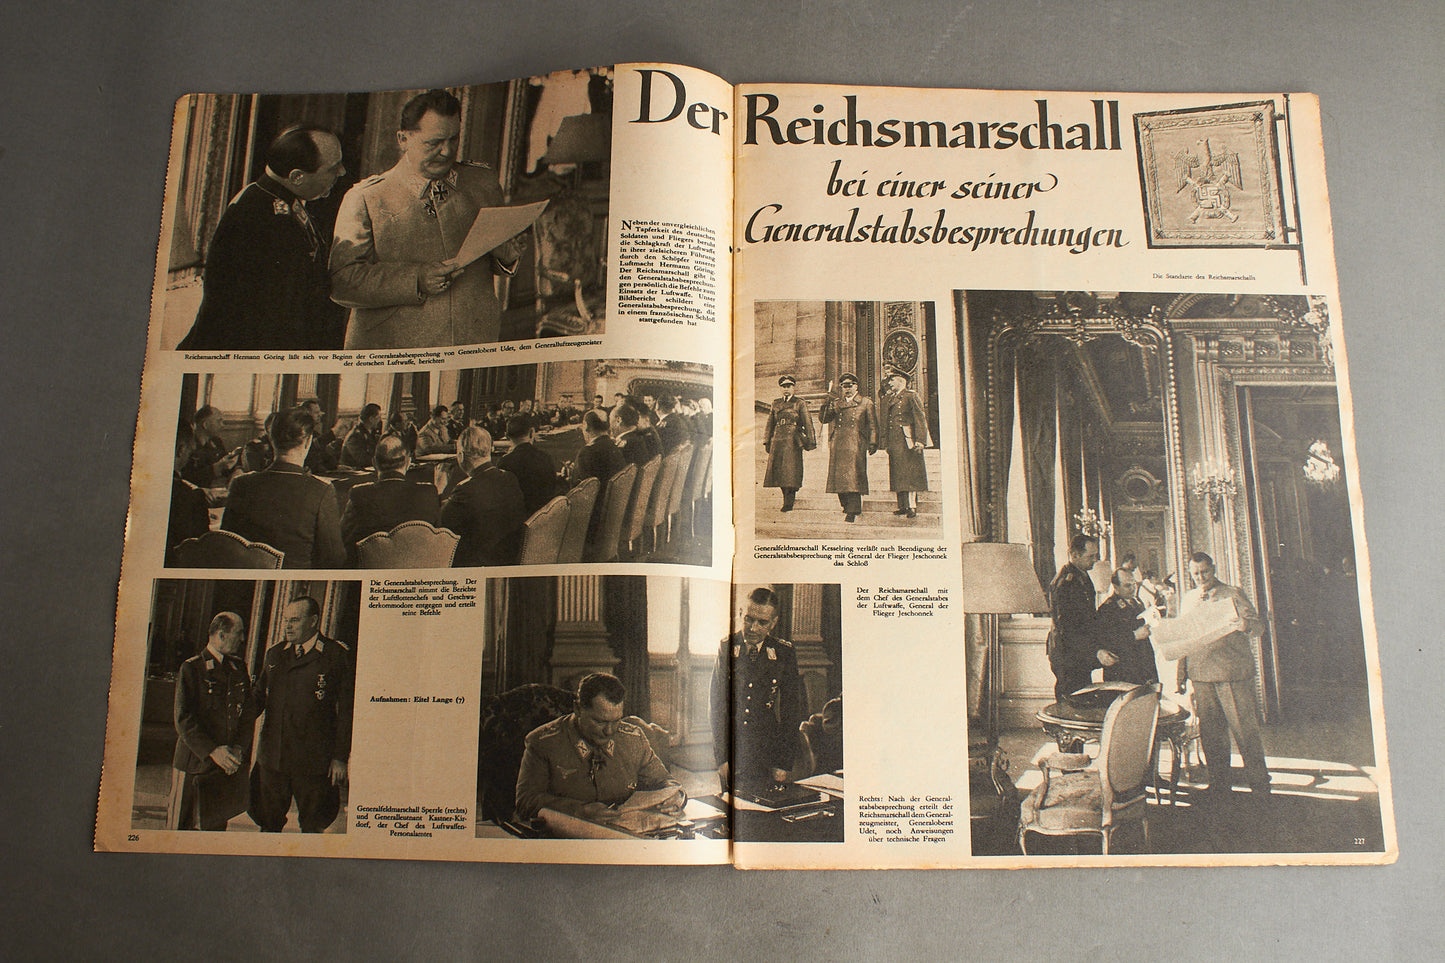 Der Reichsmarschall
bei einer seiner
Generalstabsbesprechungen
Neben der unvergleichlichen
Tapferkeit des deutschen
Soldaten und Fliegers beruht
die Schlagkraft der Luftwaffe
in ihrer zielsicheren Führung
durch den Schöpfer unserer
Luftmacht Hermann Göring.
Der Reichsmarschall gibt in
den Generalstabsbesprechun-
gen persönlich die Befehle zum
Einsatz der Luftwaffe. Unser
Bildbericht schildert eine
Generalstabsbesprechung, die
in einem französischen Schloß
stattgefunden hat
Reichsmarschall Hermann Göring läßt sich vor Beginn der Generalstabsbesprechung von Generaloberst Udet, dem Generalluftzeugmeister
der deutschen Luftwaffe, berichten
Die Generalstabsbesprechung. Der
Reichsmarschall nimmt die Berichte
der Luftflottenchefs und Geschwa-
derkommodore entgegen und erteilt
seine Befehle
Aufnahmen: Eitel Lange (7)
Generalfeldmarschall Sperrle (rechts)
und Generalleutnant Kastner-Kir-
dorf, der Chef des Luftwaffen-
Personalamtes
226
Die Standarte des Reichsmarschalls
Generalfeldmarschall Kesselring verläßt nach Beendigung der
Generalstabsbesprechung mit General der Flieger Jeschonnek
das Schloß
Der Reichsmarschall mit
dem Chef des Generalstabes
der Luftwaffe, General der
Flieger Jeschonnek
Rechts: Nach der General-
stabsbesprechung erteilt der
Reichsmarschall dem General-
zeugmeister, Generaloberst
Udet, noch Anweisungen
über technische Fragen
227